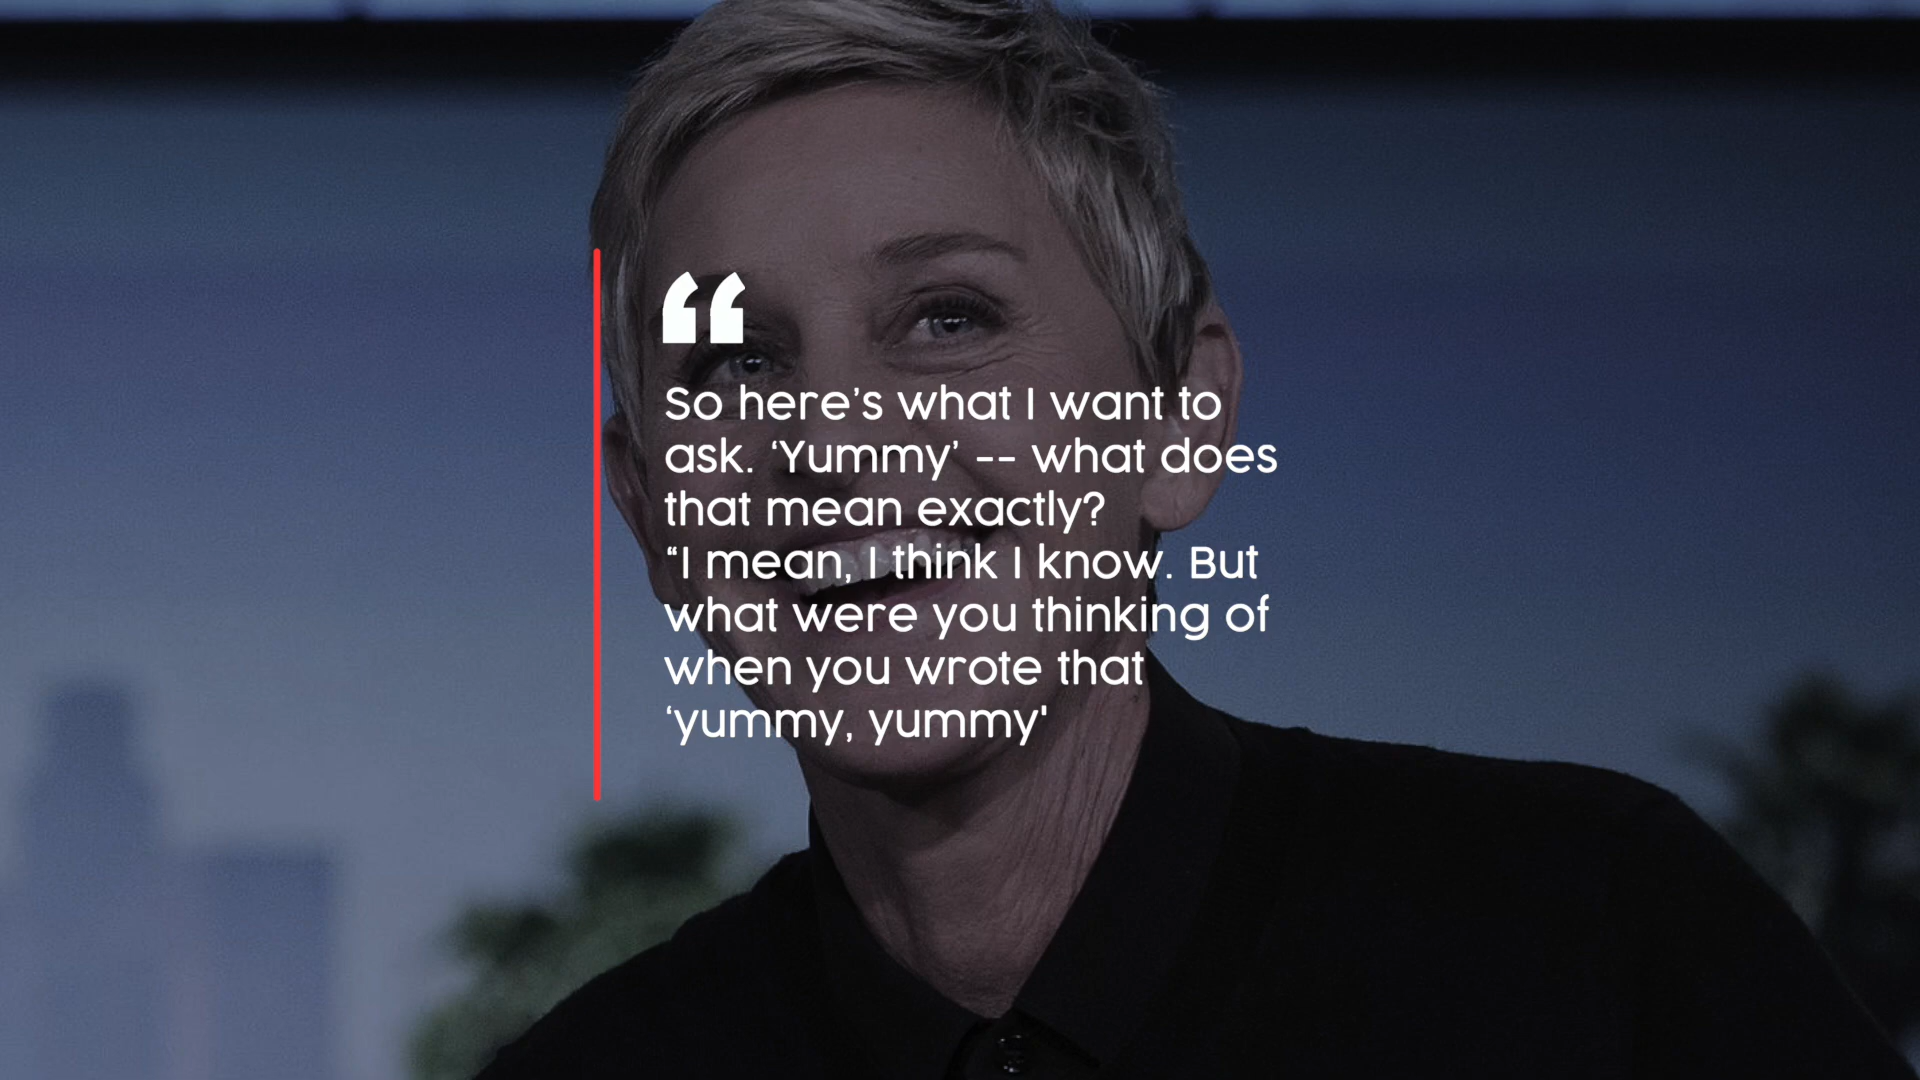 “
So here’s what I want to
ask. ‘Yummy’ -- what does
that mean exactly?
“I mean, I think I know. But
what were you thinking of
when you wrote that
‘yummy, yummy'